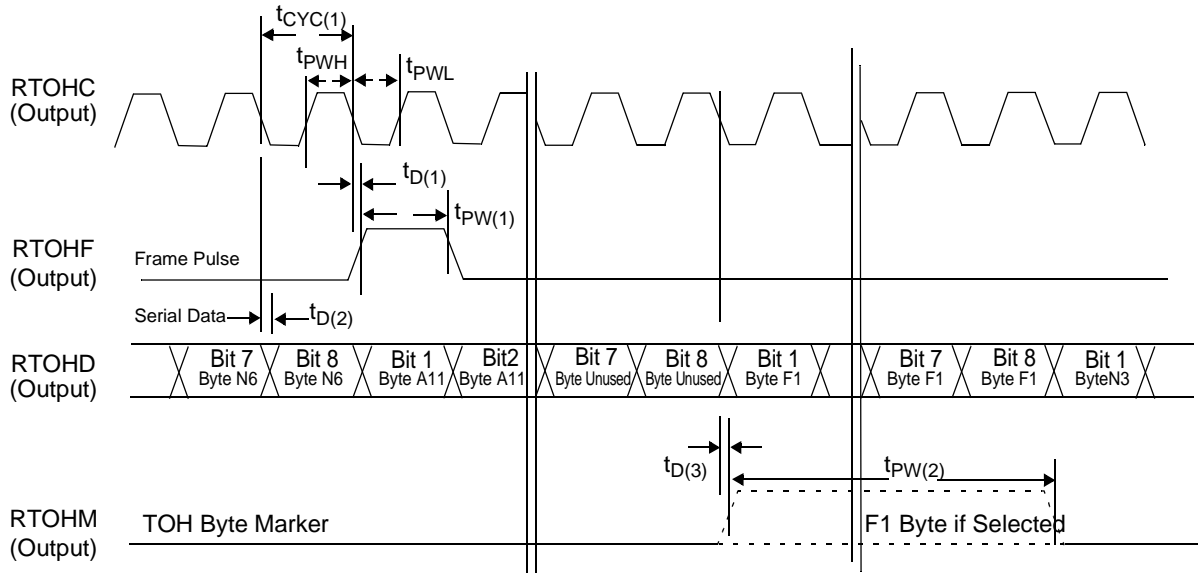 tCYC(1)
tPWH
tPWL
RTOHC
(Output)
tD(1)
tPW(1)
RTOHF
(Output)
Frame Pulse
Serial Data
tD(2)
RTOHD
(Output)
Bit 7
Byte N6
Bit 8
Byte N6
Bit 1
Byte A11
Bit2
Byte A11
Bit 7
Byte Unused
Bit 8
Byte Unused
Bit 1
Byte F1
Bit 7
Byte F1
Bit 8
Byte F1
Bit 1
ByteN3
tD(3)
tPW(2)
RTOHM
(Output)
TOH Byte Marker
F1 Byte if Selected